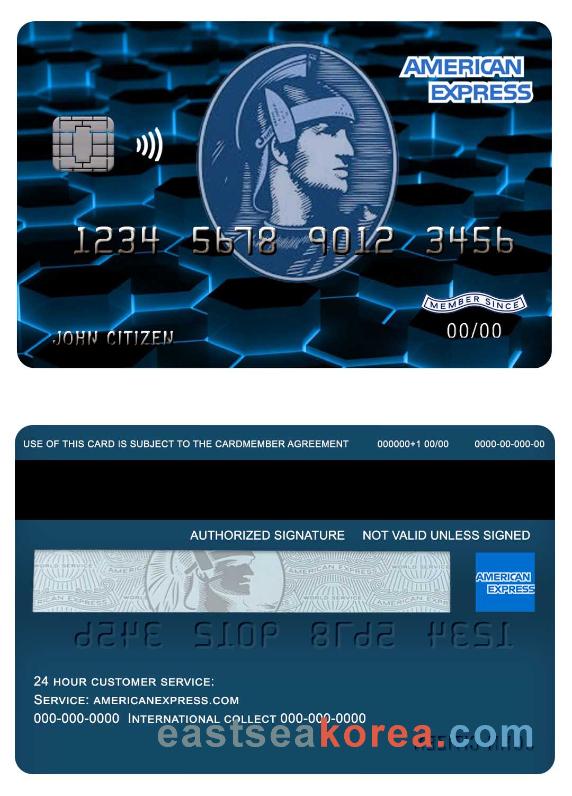 AMERICAN
EXPRESS
1234 5678 9012 3456
MEMBER SINCE
00/00
JOHN CITIZEN
USE OF THIS CARD IS SUBJECT TO THE CARDMEMBER AGREEMENT 000000+1 00/00 0000-00-000-00
AUTHORIZED SIGNATURE NOT VALID UNLESS SIGNED
AMERICAN
EXPRESS
24 HOUR CUSTOMER SERVICE:
SERVICE: AMERICANEXPRESS.COM
000-000-0000 INTERNATIONAL COLLECT 000-000-0000
eastseakorea.com